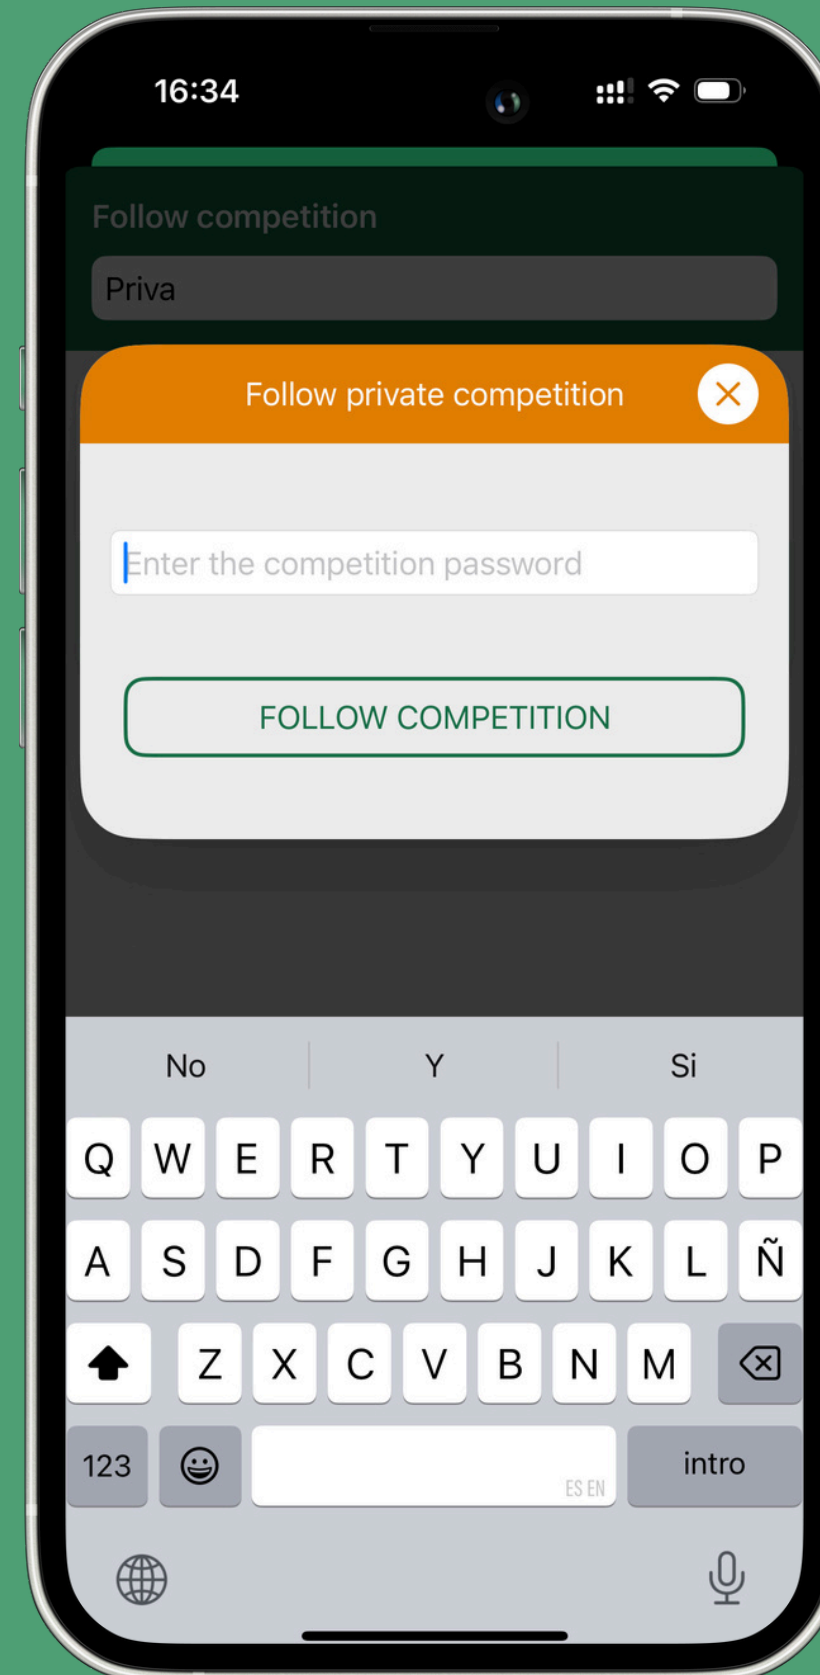 16:34
Follow competition
Priva
Follow private competition
Enter the competition password
FOLLOW COMPETITION
No Y Si
Q W E R T Y U I O P
A S D F G H J K L Ñ
Z X C V B N M
123 ES EN intro